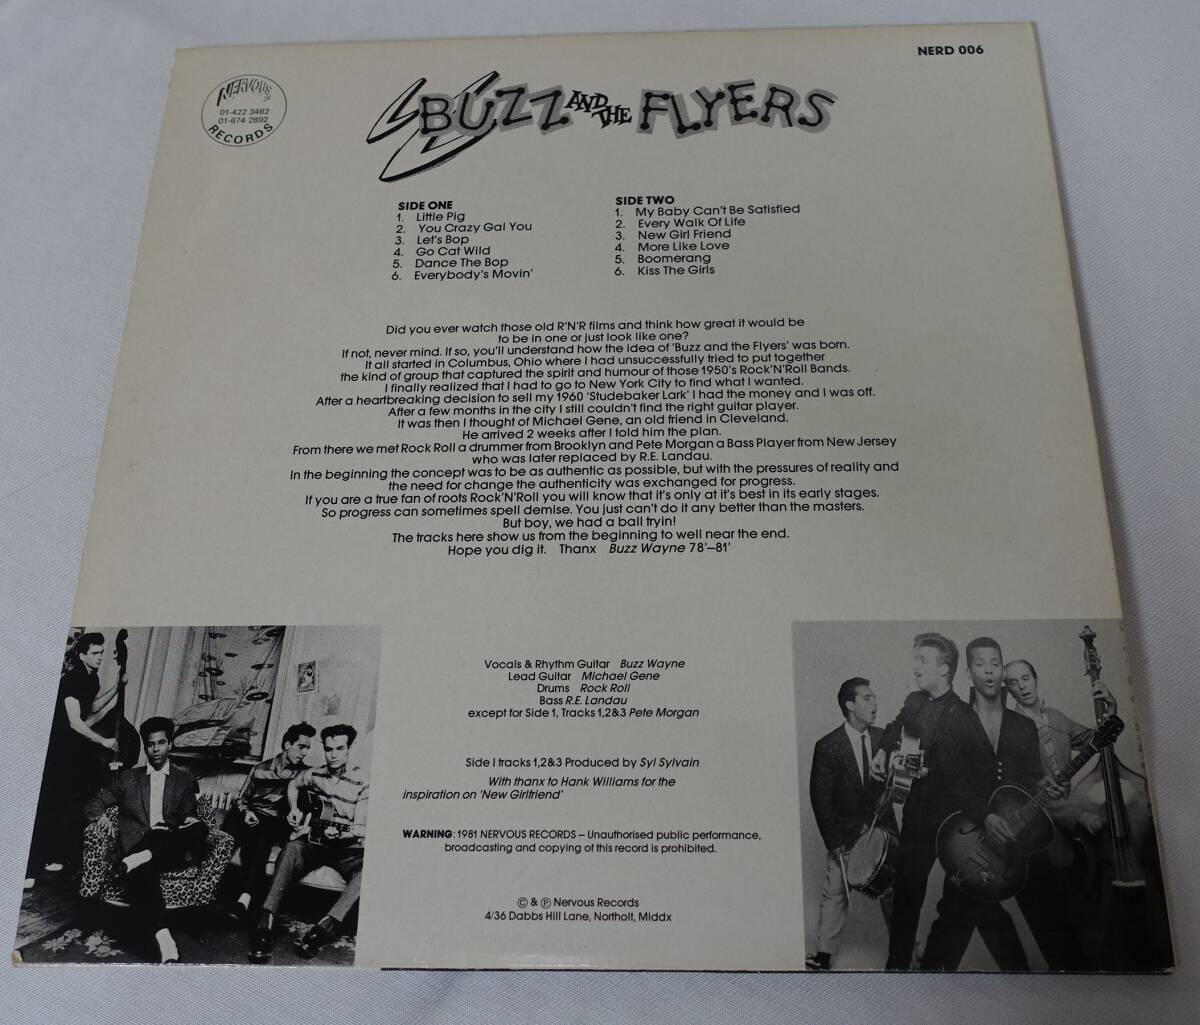 NERD 006
NERVOUS
01-422 3462
01-674 2892
RECORDS
BUZZ AND THE FLYERS
SIDE ONE
1. Little Pig
2. You Crazy Gal You
3. Let's Bop
4. Go Cat Wild
5. Dance The Bop
6. Everybody's Movin'
SIDE TWO
1. My Baby Can't Be Satisfied
2. Every Walk Of Life
3. New Girl Friend
4. More Like Love
5. Boomerang
6. Kiss The Girls
Did you ever watch those old R'N'R films and think how great it would be
to be in one or just look like one?
If not, never mind. If so, you'll understand how the idea of 'Buzz and the Flyers' was born.
It all started in Columbus, Ohio where I had unsuccessfully tried to put together
the kind of group that captured the spirit and humour of those 1950's Rock'N'Roll Bands.
I finally realized that I had to go to New York City to find what I wanted.
After a heartbreaking decision to sell my 1960 'Studebaker Lark' I had the money and I was off.
After a few months in the city I still couldn't find the right guitar player.
It was then I thought of Michael Gene, an old friend in Cleveland.
He arrived 2 weeks after I told him the plan.
From there we met Rock Roll a drummer from Brooklyn and Pete Morgan a Bass Player from New Jersey
who was later replaced by R.E. Landau.
In the beginning the concept was to be as authentic as possible, but with the pressures of reality and
the need for change the authenticity was exchanged for progress.
If you are a true fan of roots Rock'N'Roll you will know that it's only at it's best in its early stages.
So progress can sometimes spell demise. You just can't do it any better than the masters.
But boy, we had a ball tryin!
The tracks here show us from the beginning to well near the end.
Hope you dig it. Thanx Buzz Wayne 78'–81'
Vocals & Rhythm Guitar Buzz Wayne
Lead Guitar Michael Gene
Drums Rock Roll
Bass R.E. Landau
except for Side 1, Tracks 1,2&3 Pete Morgan
Side I tracks 1,2&3 Produced by Syl Sylvain
With thanx to Hank Williams for the
inspiration on 'New Girlfriend'
WARNING: 1981 NERVOUS RECORDS – Unauthorised public performance,
broadcasting and copying of this record is prohibited.
© & ℗ Nervous Records
4/36 Dabbs Hill Lane, Northolt, Middx